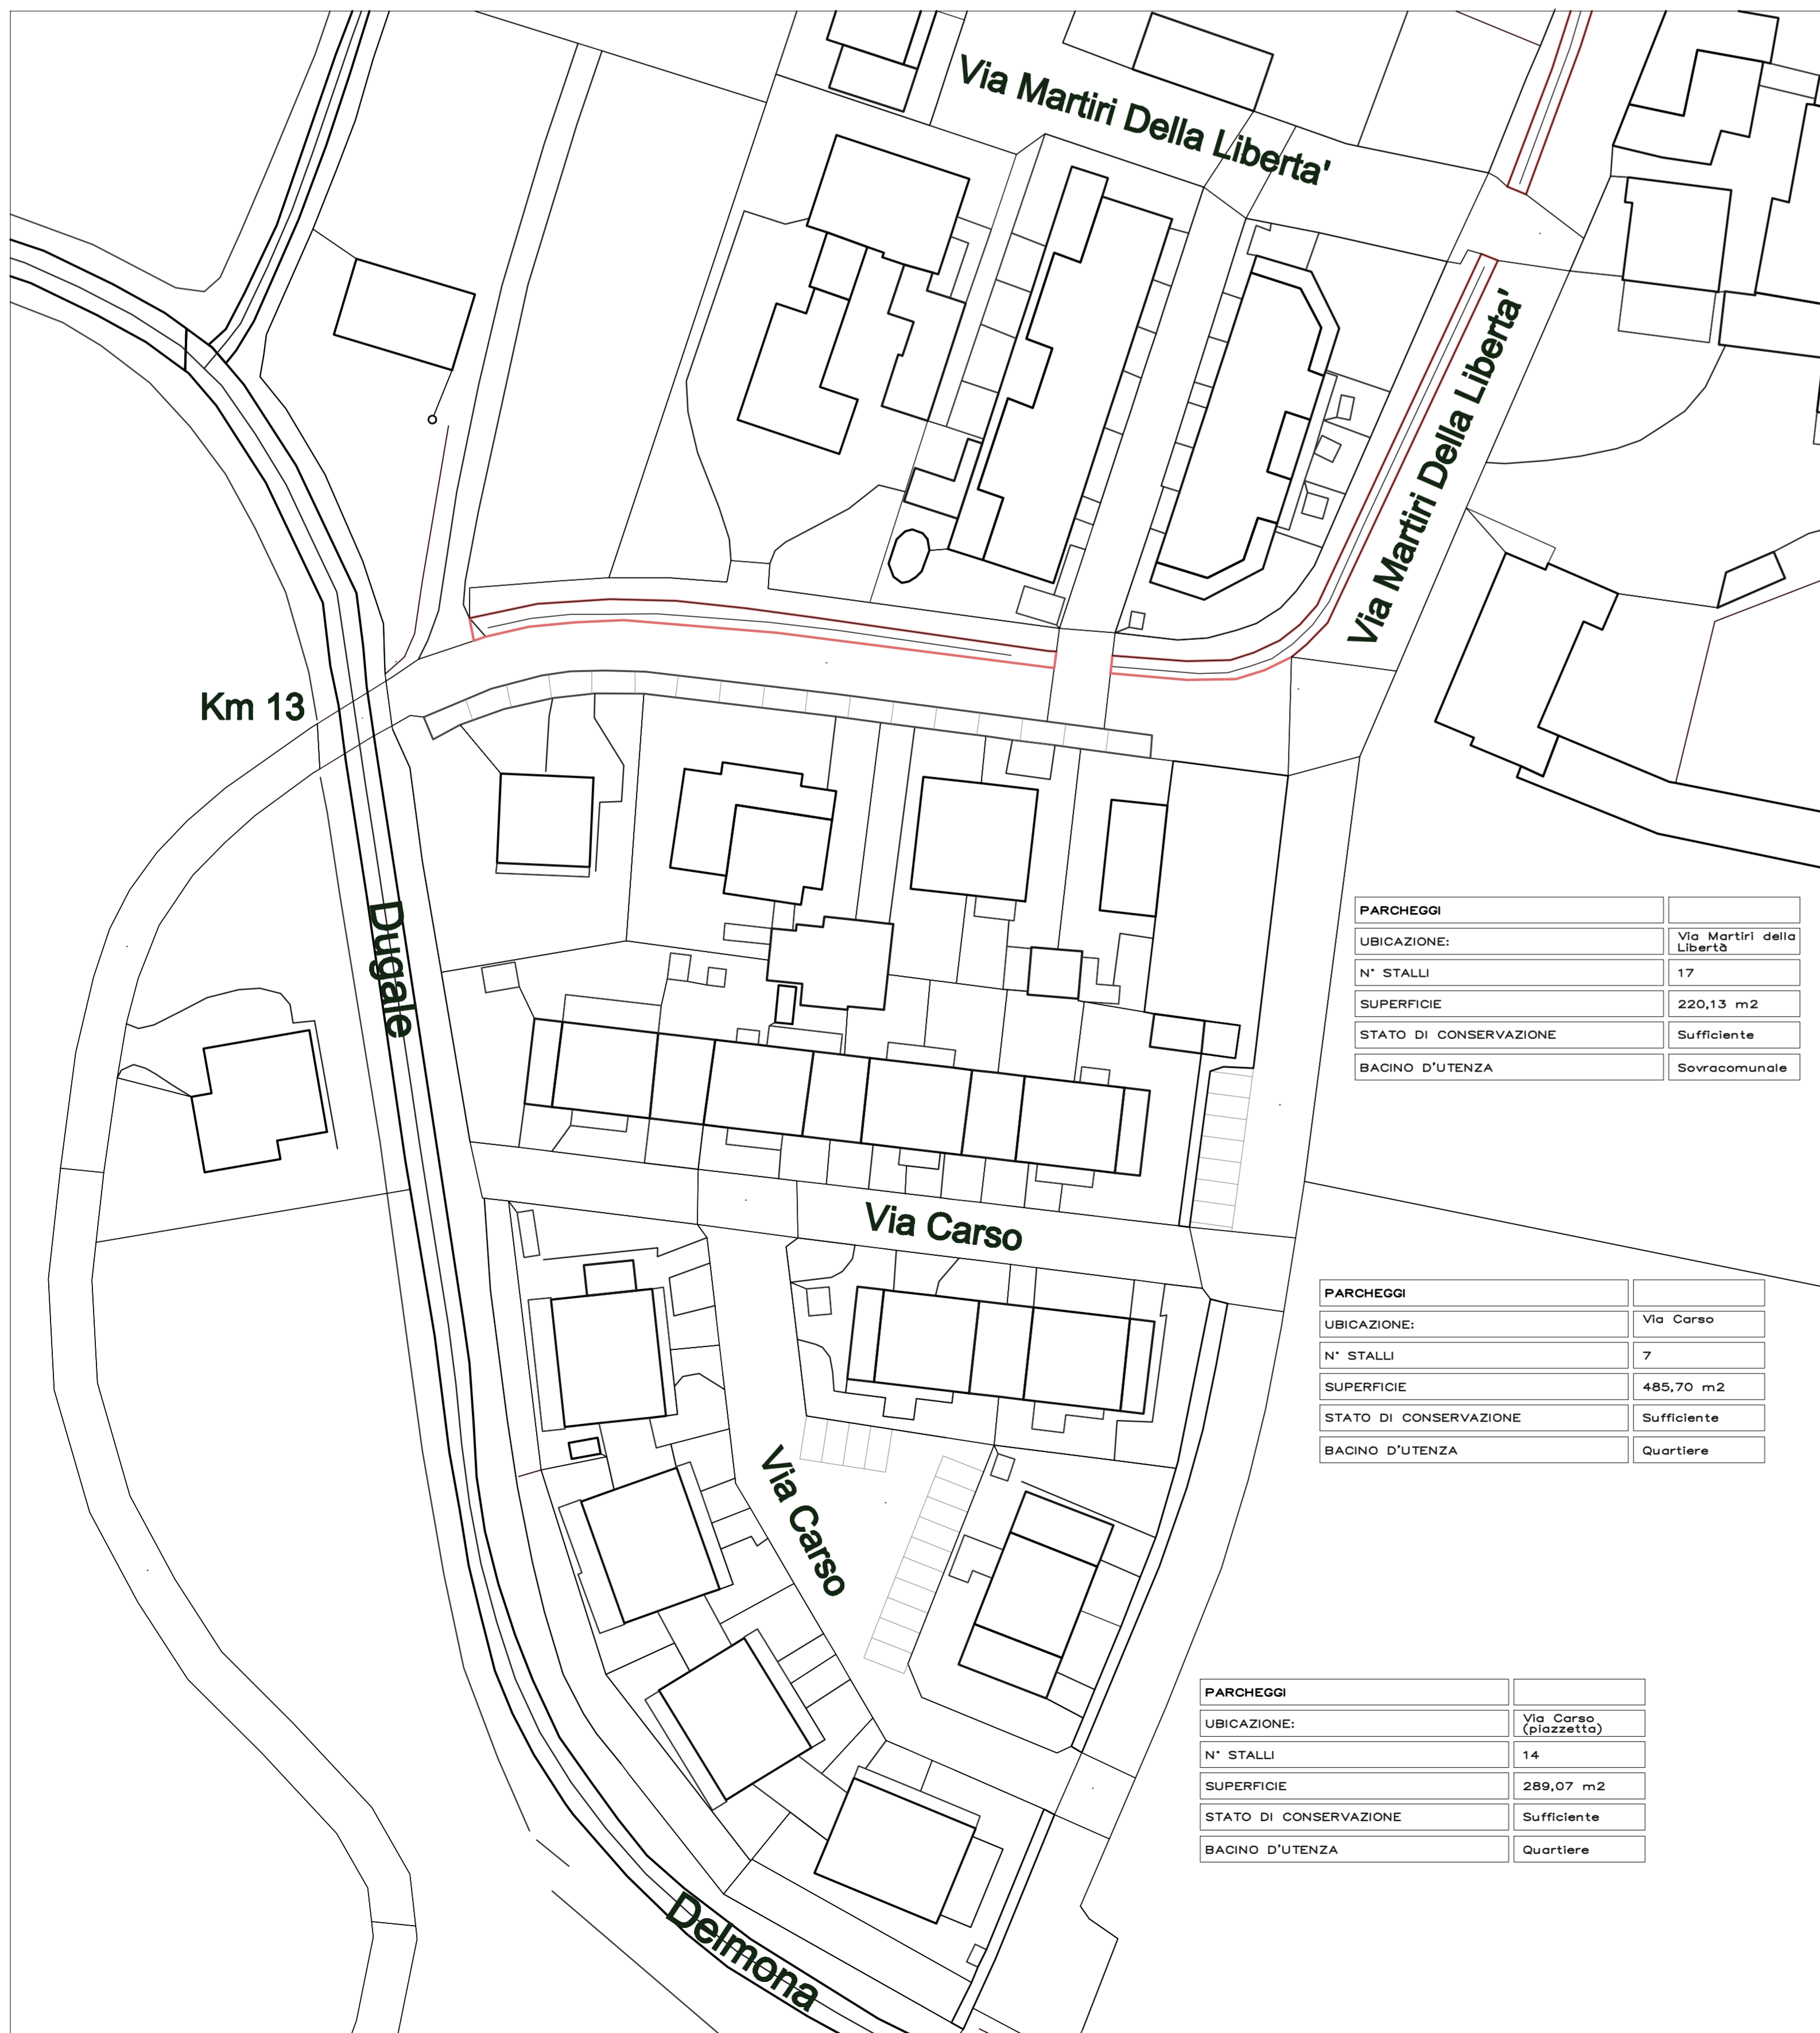 Via Martiri Della Liberta'
Via Martiri Della Liberta'
Km 13
Dugale
PARCHEGGI
UBICAZIONE: Via Martiri della
Libertà
N° STALLI 17
SUPERFICIE 220,13 m2
STATO DI CONSERVAZIONE Sufficiente
BACINO D'UTENZA Sovracomunale
Via Carso
PARCHEGGI
UBICAZIONE: Via Carso
N° STALLI 7
SUPERFICIE 485,70 m2
STATO DI CONSERVAZIONE Sufficiente
BACINO D'UTENZA Quartiere
Via Carso
PARCHEGGI
UBICAZIONE: Via Carso
(piazzetta)
N° STALLI 14
SUPERFICIE 289,07 m2
STATO DI CONSERVAZIONE Sufficiente
BACINO D'UTENZA Quartiere
Delmona